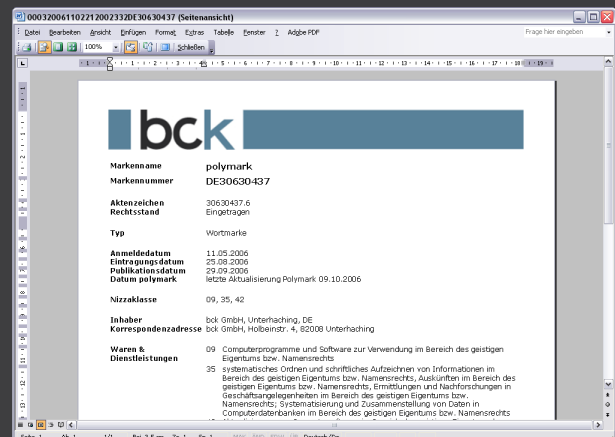 000320061102212002332DE30630437 (Seitenansicht)
Datei Bearbeiten Ansicht Einfügen Format Extras Tabelle Fenster ? Adobe PDF Frage hier eingeben
100% Schließen
bck
Markenname polymark
Markennummer DE30630437
Aktenzeichen 30630437.6
Rechtsstand Eingetragen
Typ Wortmarke
Anmeldedatum 11.05.2006
Eintragungsdatum 25.08.2006
Publikationsdatum 29.09.2006
Datum polymark letzte Aktualisierung Polymark 09.10.2006
Nizzaklasse 09, 35, 42
Inhaber bck GmbH, Unterhaching, DE
Korrespondenzadresse bck GmbH, Holbeinstr. 4, 82008 Unterhaching
Waren & 09 Computerprogramme und Software zur Verwendung im Bereich des geistigen
Dienstleistungen Eigentums bzw. Namensrechts
35 systematisches Ordnen und schriftliches Aufzeichnen von Informationen im
Bereich des geistigen Eigentums bzw. Namensrechts, Auskünften im Bereich des
geistigen Eigentums bzw. Namensrechts, Ermittlungen und Nachforschungen in
Geschäftsangelegenheiten im Bereich des geistigen Eigentums bzw.
Namensrechts; Systematisierung und Zusammenstellung von Daten in
Computerdatenbanken im Bereich des geistigen Eigentums bzw. Namensrechts